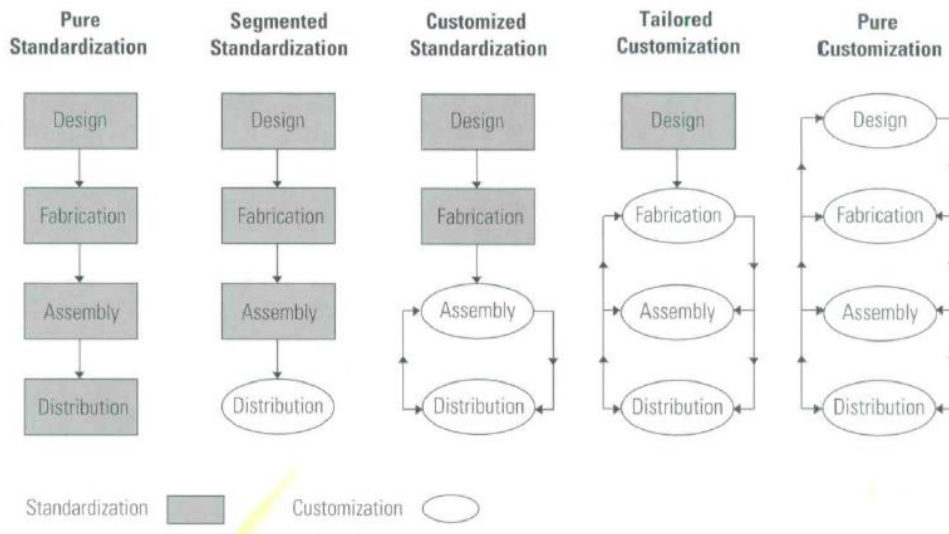 Pure
Standardization
Segmented
Standardization
Customized
Standardization
Tailored
Customization
Pure
Customization
Design
Design
Design
Design
Design
Fabrication
Fabrication
Fabrication
Fabrication
Fabrication
Assembly
Assembly
Assembly
Assembly
Assembly
Distribution
Distribution
Distribution
Distribution
Distribution
Standardization
Customization